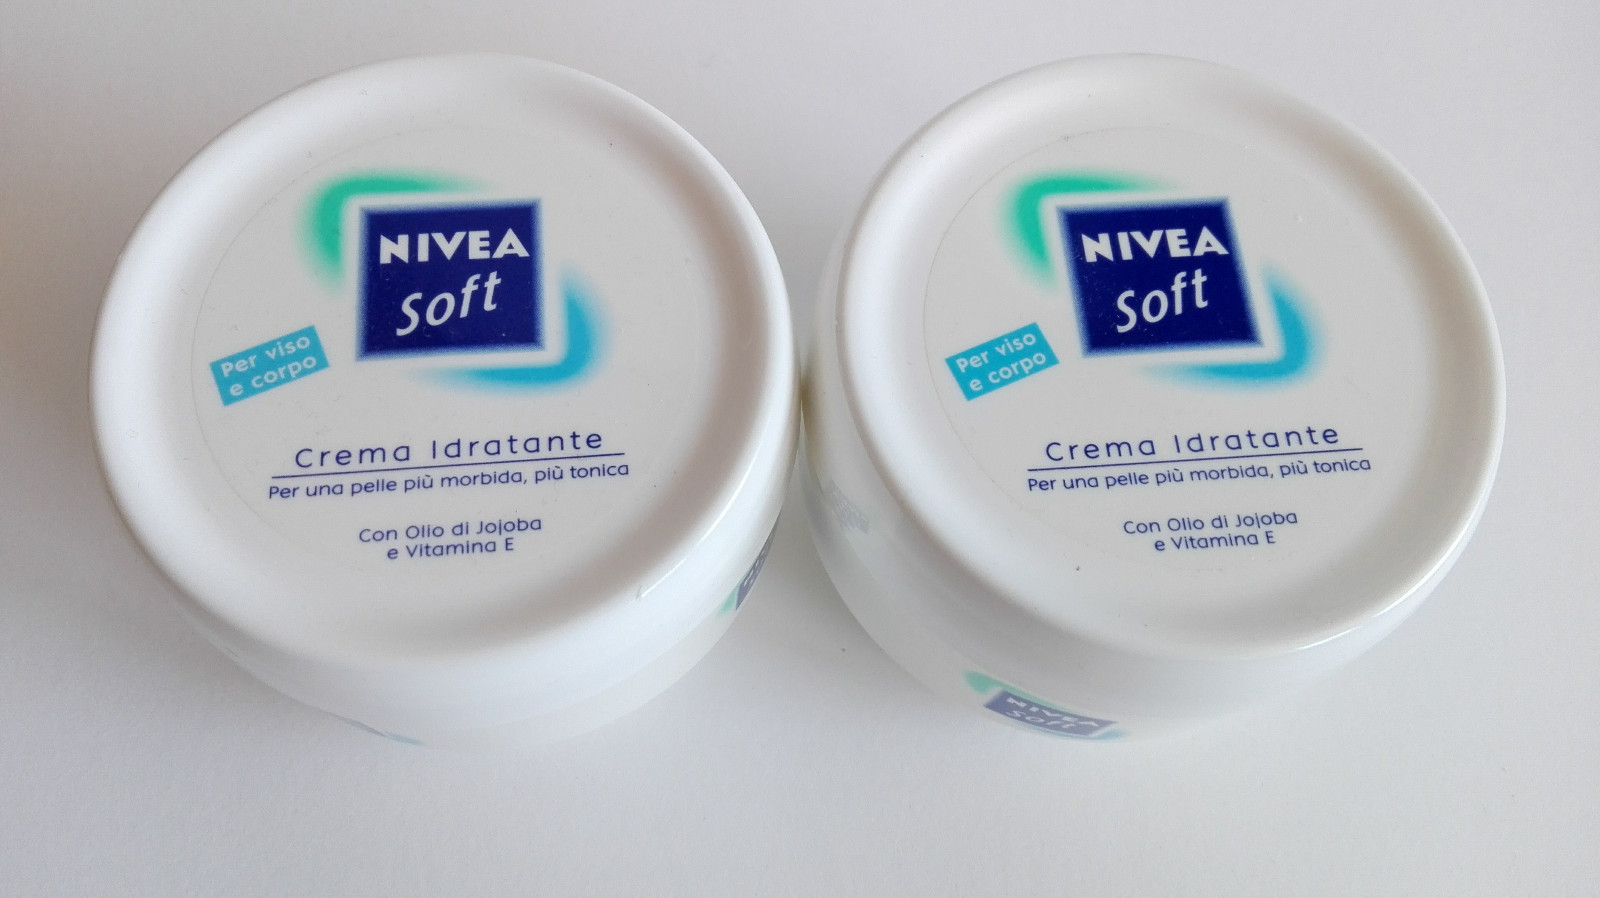 NIVEA
Soft
Per viso
e corpo
Crema Idratante
Per una pelle più morbida, più tonica
Con Olio di Jojoba
e Vitamina E
NIVEA
Soft
Per viso
e corpo
Crema Idratante
Per una pelle più morbida, più tonica
Con Olio di Jojoba
e Vitamina E
NIVEA
Soft